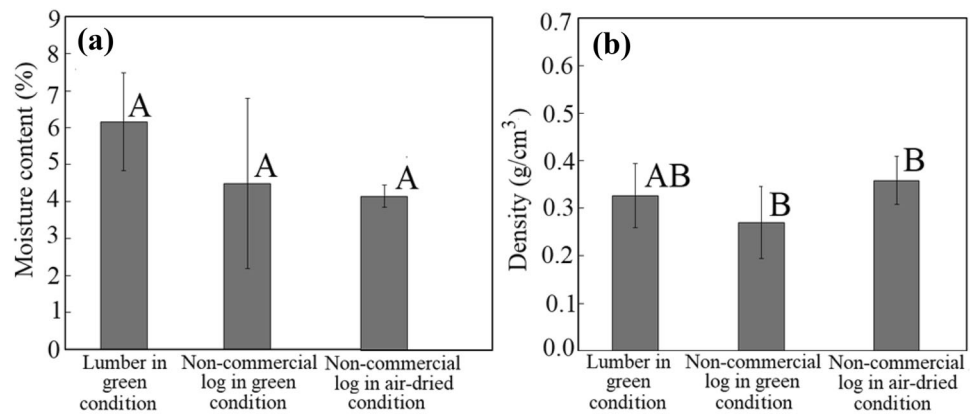 (a)
Moisture content (%)
9
8
7
6
5
4
3
2
1
0
A
A
A
Lumber in
green
condition
Non-commercial
log in green
condition
Non-commercial
log in air-dried
condition
(b)
Density (g/cm³)
0.7
0.6
0.5
0.4
0.3
0.2
0.1
0.0
AB
B
B
Lumber in
green
condition
Non-commercial
log in green
condition
Non-commercial
log in air-dried
condition